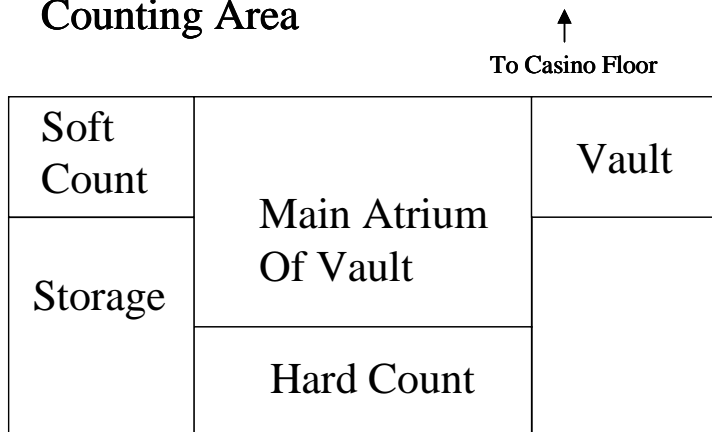 Counting Area
To Casino Floor
Soft
Count
Vault
Main Atrium
Of Vault
Storage
Hard Count